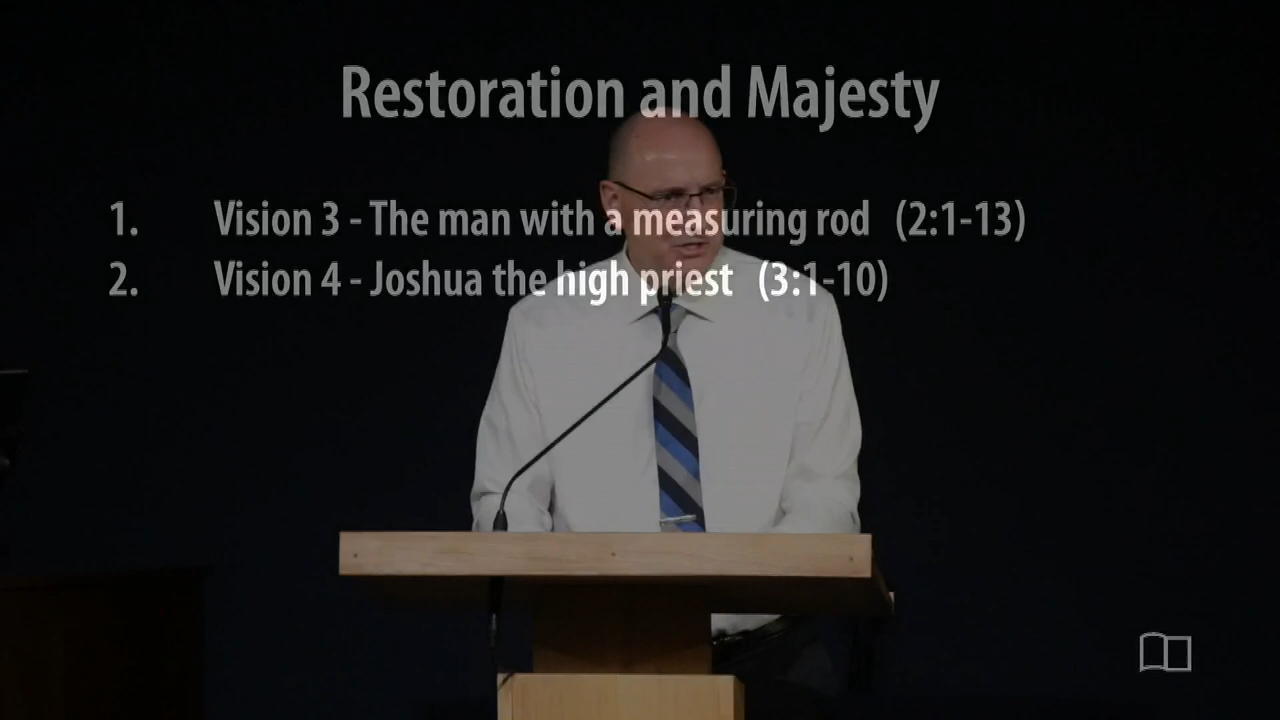 Restoration and Majesty
1. Vision 3 - The man with a measuring rod (2:1-13)
2. Vision 4 - Joshua the high priest (3:1-10)